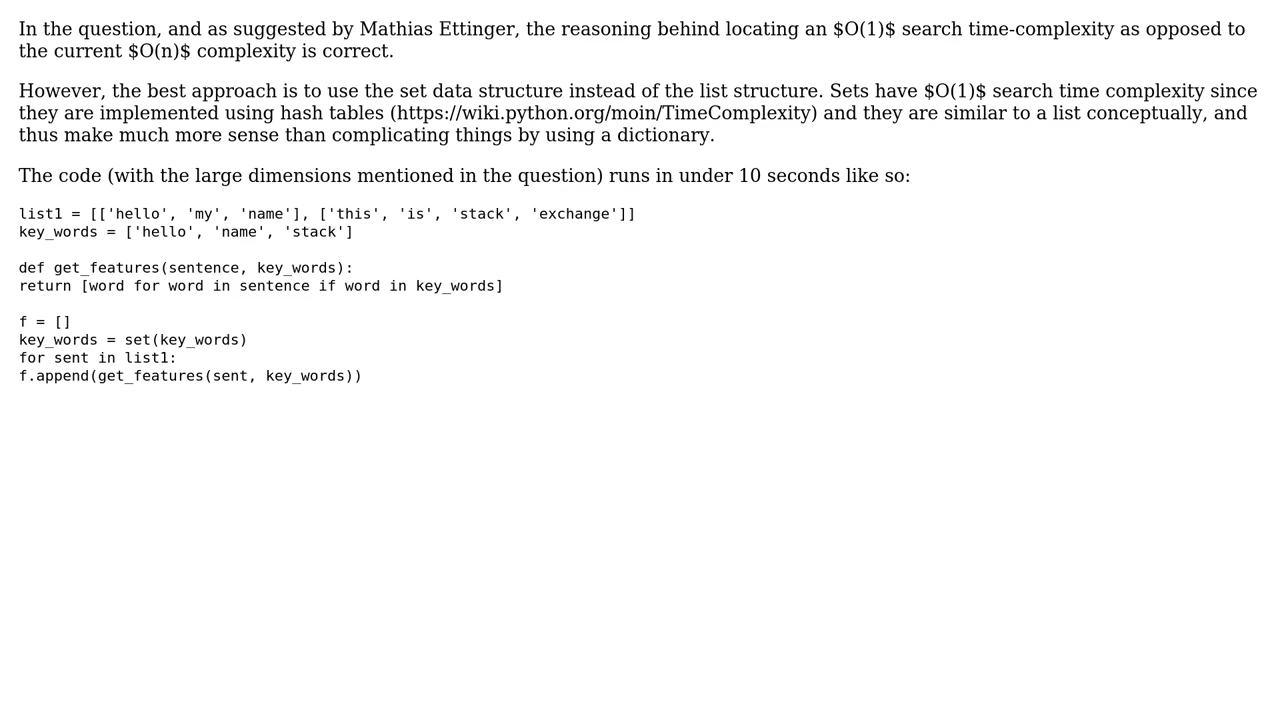 In the question, and as suggested by Mathias Ettinger, the reasoning behind locating an $O(1)$ search time-complexity as opposed to
the current $O(n)$ complexity is correct.
However, the best approach is to use the set data structure instead of the list structure. Sets have $O(1)$ search time complexity since
they are implemented using hash tables (https://wiki.python.org/moin/TimeComplexity) and they are similar to a list conceptually, and
thus make much more sense than complicating things by using a dictionary.
The code (with the large dimensions mentioned in the question) runs in under 10 seconds like so:
list1 = [['hello', 'my', 'name'], ['this', 'is', 'stack', 'exchange']]
key_words = ['hello', 'name', 'stack']
def get_features(sentence, key_words):
return [word for word in sentence if word in key_words]
f = []
key_words = set(key_words)
for sent in list1:
f.append(get_features(sent, key_words))